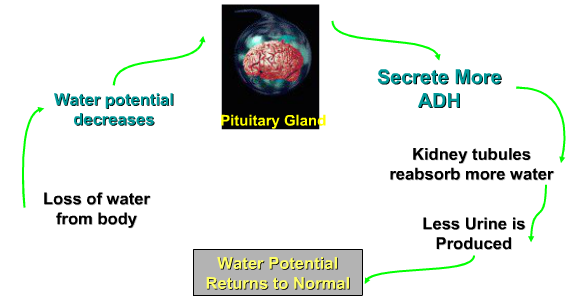 Pituitary Gland
Secrete More
ADH
Water potential
decreases
Kidney tubules
reabsorb more water
Loss of water
from body
Less Urine is
Produced
Water Potential
Returns to Normal